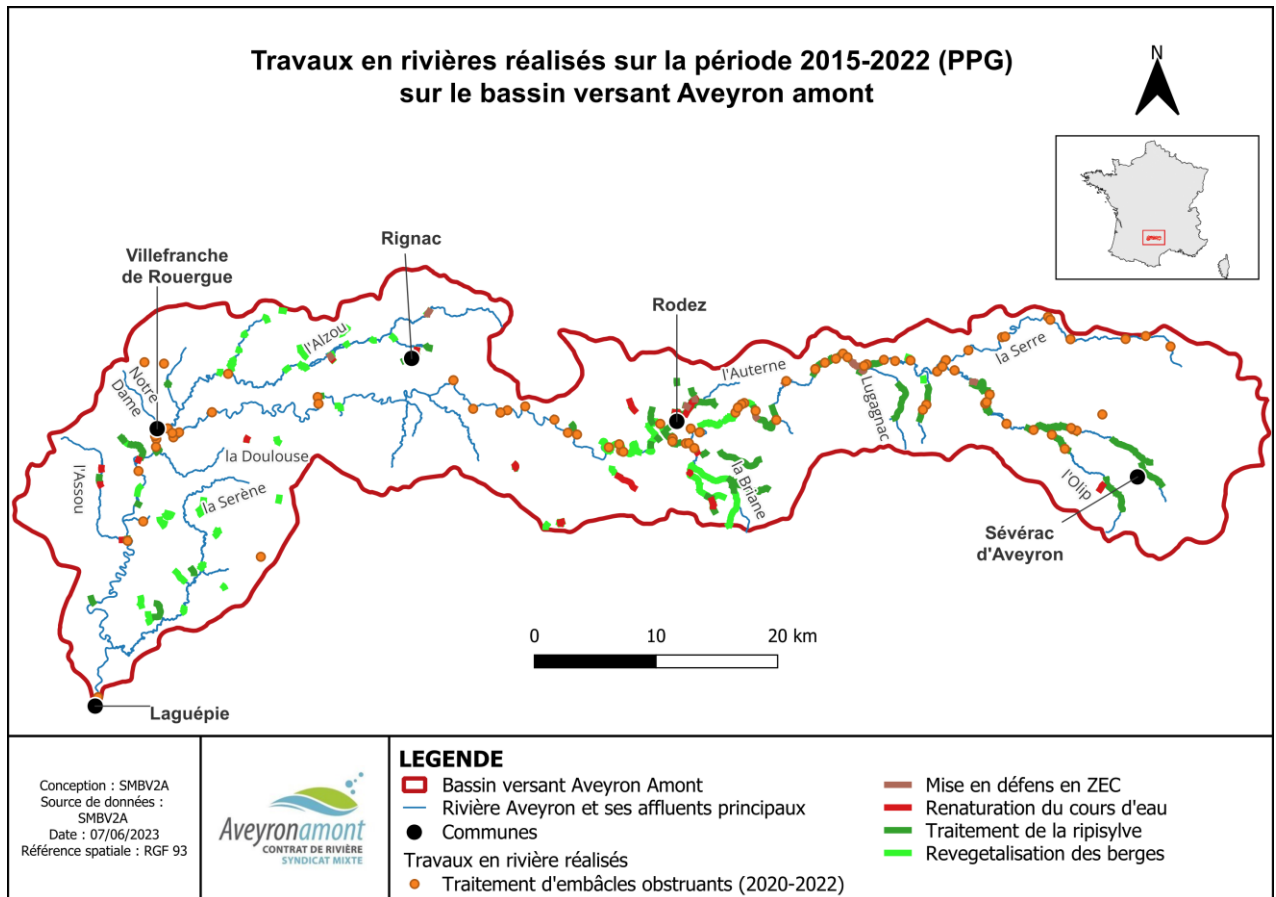 Travaux en rivières réalisés sur la période 2015-2022 (PPG)
sur le bassin versant Aveyron amont
N
Rignac
Villefranche
de Rouergue
Rodez
l'Alzou
l'Auterne
la Serre
Notre
Dame
Lugagnac
la Doulouse
l'Assou
la Serène
la Briane
l'Olip
Sévérac
d'Aveyron
0 10 20 km
Laguépie
Conception : SMBV2A
Source de données :
SMBV2A
Date : 07/06/2023
Référence spatiale : RGF 93
Aveyronamont
CONTRAT DE RIVIÈRE
SYNDICAT MIXTE
LEGENDE
Bassin versant Aveyron Amont
Rivière Aveyron et ses affluents principaux
Communes
Travaux en rivière réalisés
Traitement d'embâcles obstruants (2020-2022)
Mise en défens en ZEC
Renaturation du cours d'eau
Traitement de la ripisylve
Revegetalisation des berges